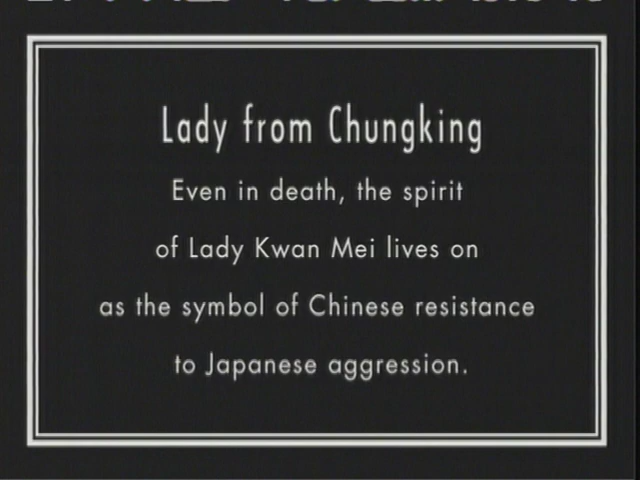 Lady from Chungking
Even in death, the spirit
of Lady Kwan Mei lives on
as the symbol of Chinese resistance
to Japanese aggression.